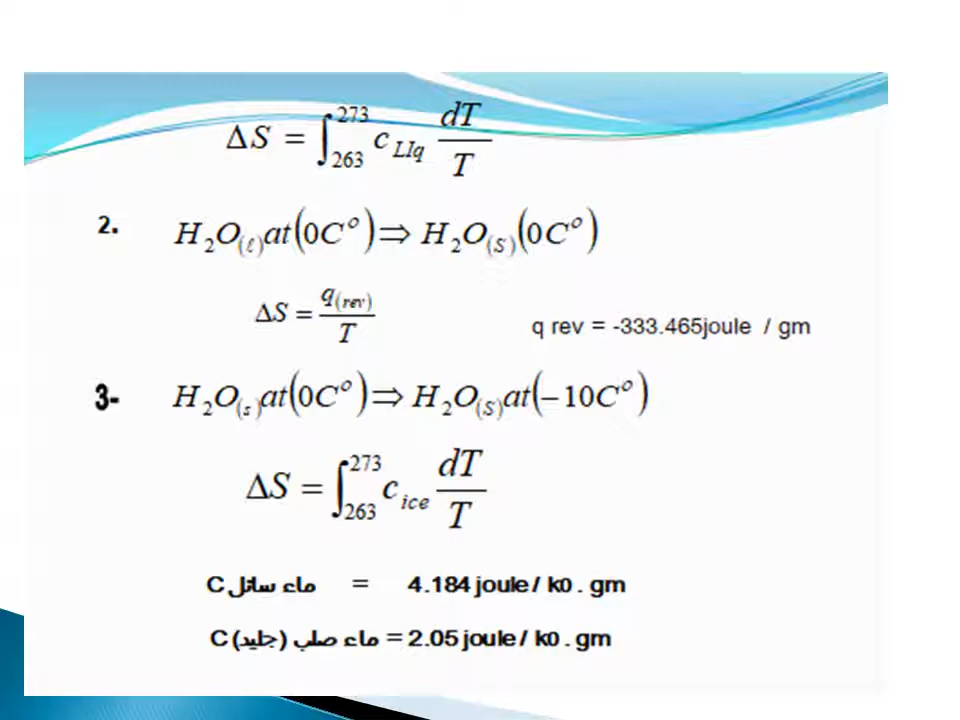 ΔS = ∫₂₆₃²⁷³ c_LIq dT/T
2. H₂O₍ℓ₎at(0C°)⇒ H₂O₍S₎(0C°)
ΔS = q₍rev₎/T q rev = -333.465joule / gm
3- H₂O₍s₎at(0C°)⇒ H₂O₍S₎at(−10C°)
ΔS = ∫₂₆₃²⁷³ c_ice dT/T
C ماء سائل = 4.184 joule / k0 . gm
C ماء صلب (جليد) = 2.05 joule / k0 . gm